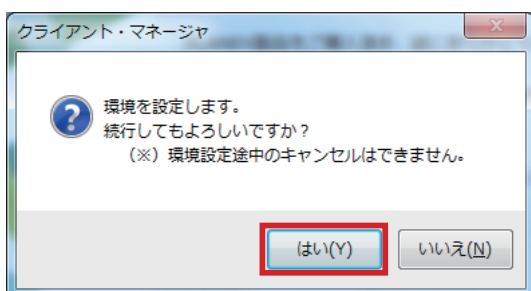 クライアント・マネージャ
環境を設定します。
続行してもよろしいですか？
（※）環境設定途中のキャンセルはできません。
はい(Y)
いいえ(N)